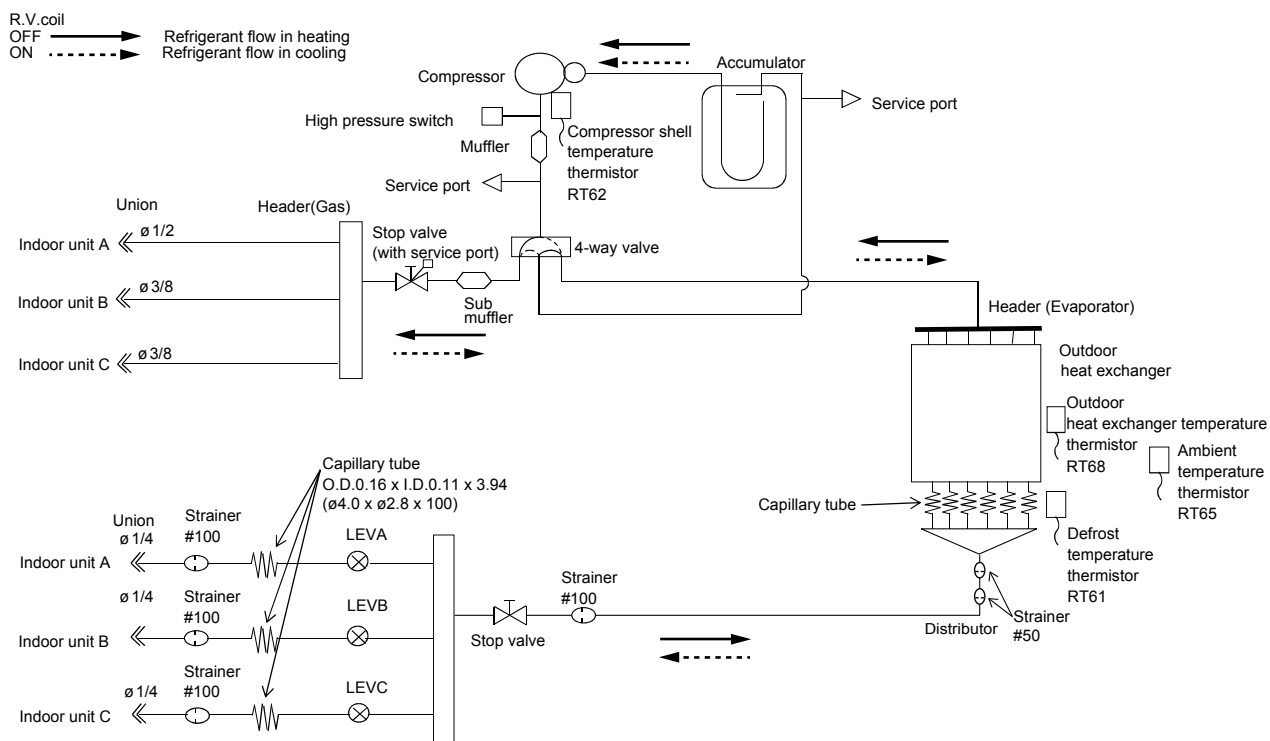 R.V.coil
OFF Refrigerant flow in heating
ON Refrigerant flow in cooling
Compressor
Accumulator
Service port
High pressure switch
Compressor shell
temperature
thermistor
RT62
Muffler
Service port
Union
Header(Gas)
Stop valve
(with service port)
4-way valve
Indoor unit A
ø 1/2
Indoor unit B
ø 3/8
Indoor unit C
ø 3/8
Sub
muffler
Header (Evaporator)
Outdoor
heat exchanger
Outdoor
heat exchanger temperature
thermistor
RT68
Ambient
temperature
thermistor
RT65
Capillary tube
O.D.0.16 x I.D.0.11 x 3.94
(ø4.0 x ø2.8 x 100)
Capillary tube
Defrost
temperature
thermistor
RT61
Union
ø 1/4
Strainer
#100
LEVA
Indoor unit A
ø 1/4
Strainer
#100
LEVB
Indoor unit B
ø 1/4
Strainer
#100
LEVC
Indoor unit C
Stop valve
Strainer
#100
Distributor
Strainer
#50